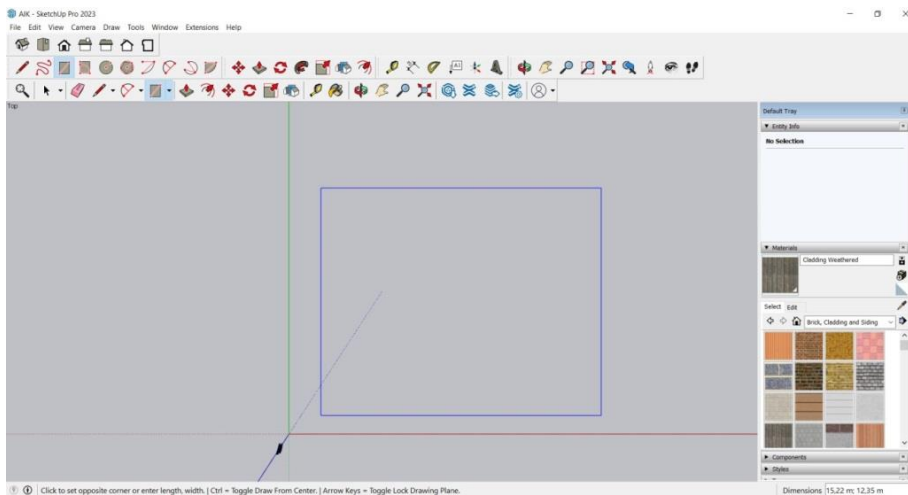 AIK - SketchUp Pro 2023
File Edit View Camera Draw Tools Window Extensions Help
Top
Default Tray
Entity Info
No Selection
Materials
Cladding Weathered
Select Edit
Brick, Cladding and Siding
Components
Styles
Click to set opposite corner or enter length, width. | Ctrl = Toggle Draw From Center. | Arrow Keys = Toggle Lock Drawing Plane.
Dimensions 15,22 m; 12,35 m